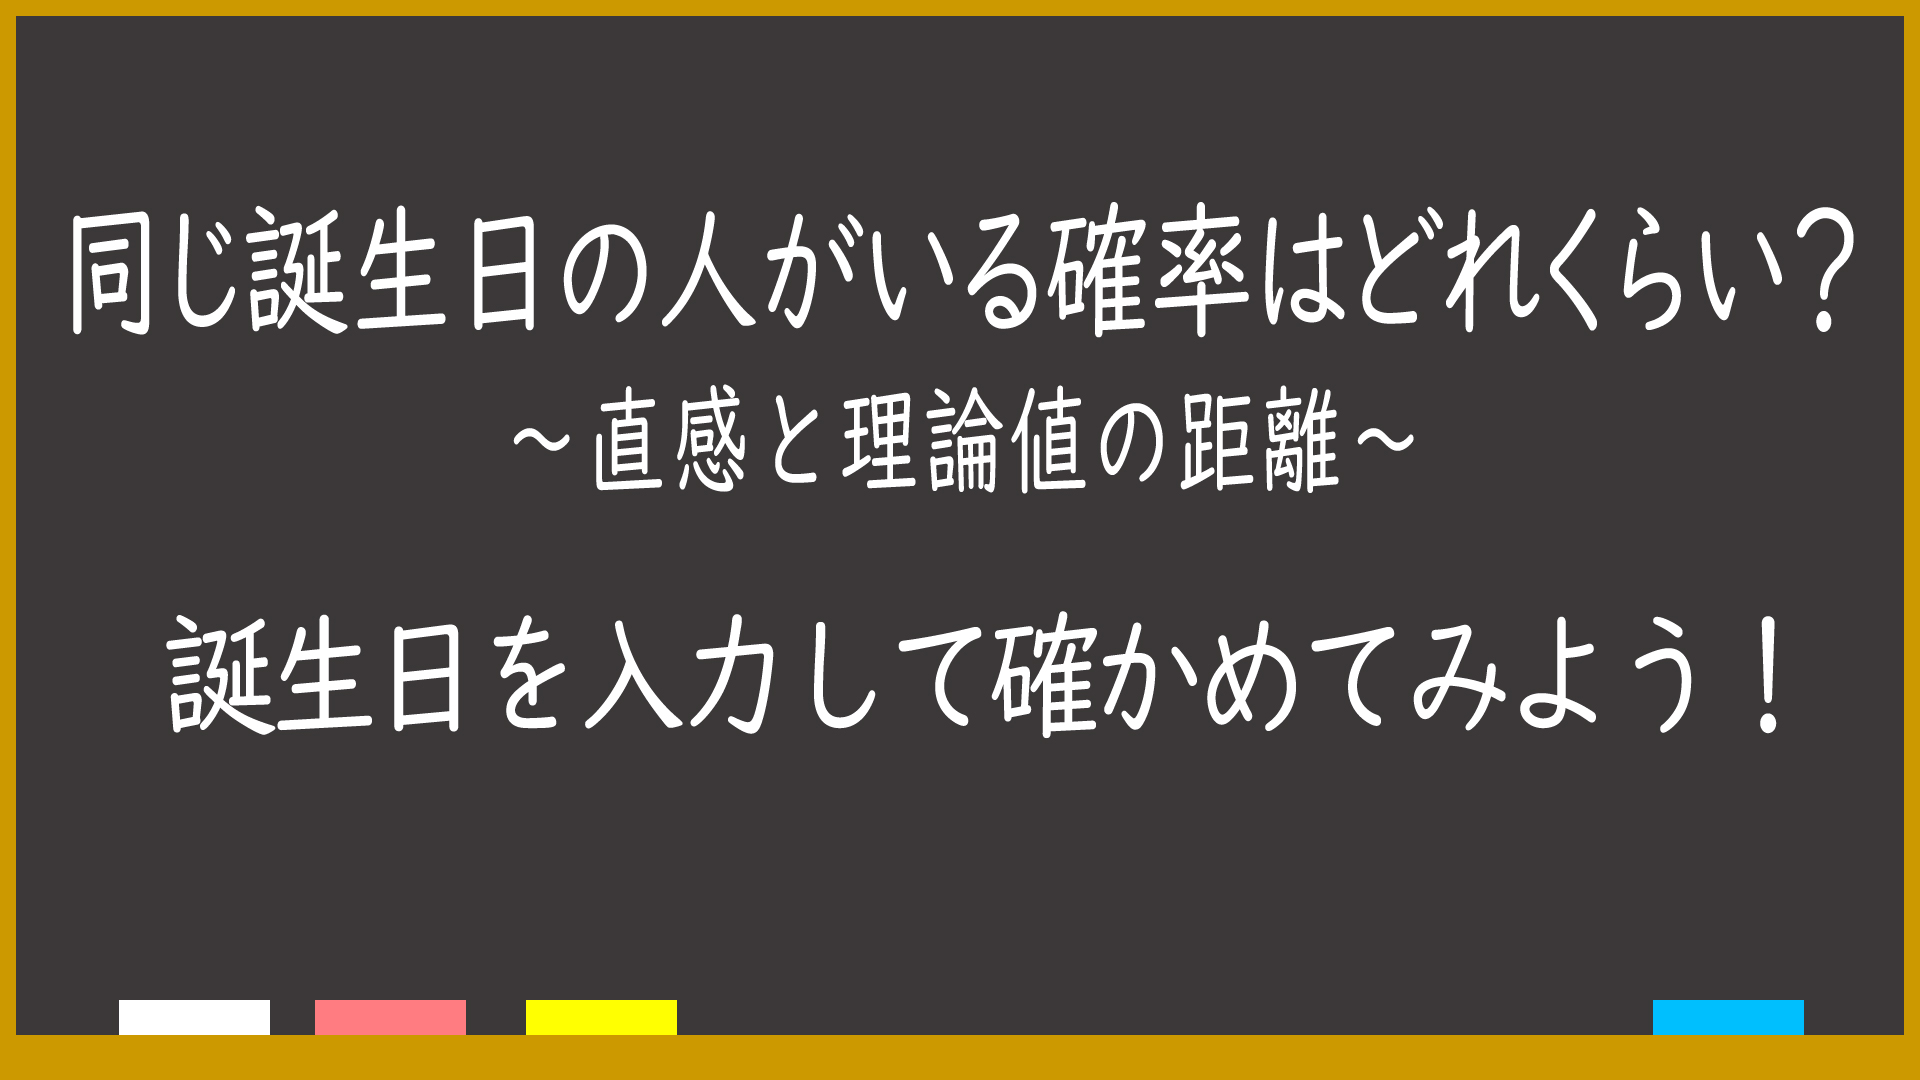 同じ誕生日の人がいる確率はどれくらい？
～直感と理論値の距離～
誕生日を入力して確かめてみよう！